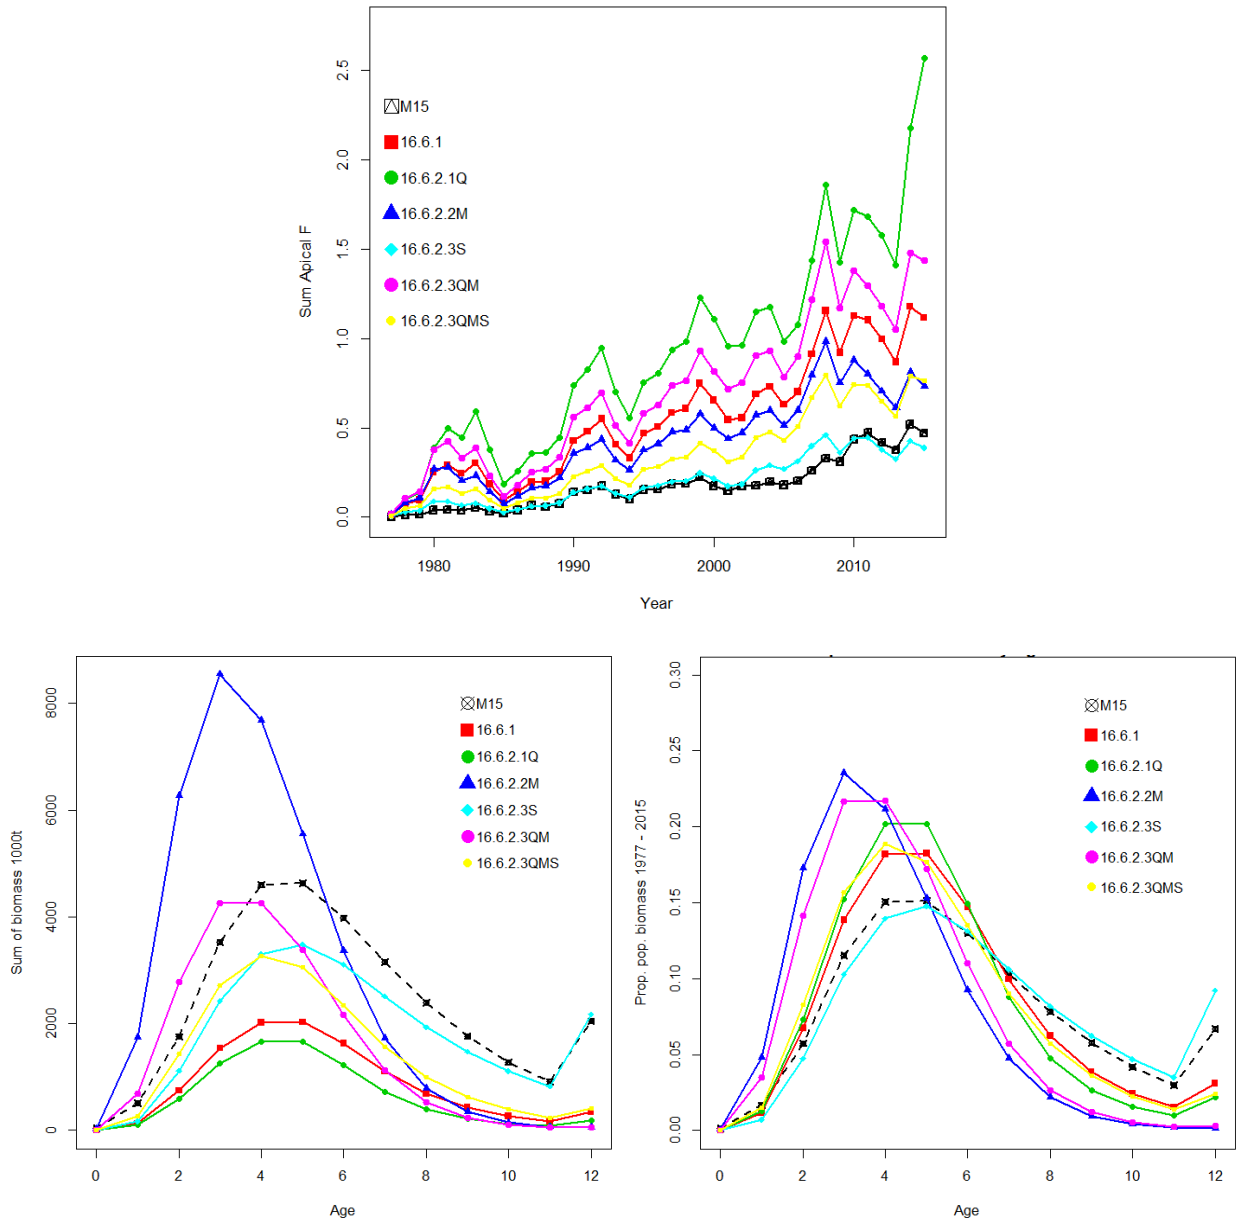 Sum Apical F
0.0
0.5
1.0
1.5
2.0
2.5
M15
16.6.1
16.6.2.1Q
16.6.2.2M
16.6.2.3S
16.6.2.3QM
16.6.2.3QMS
1980
1990
2000
2010
Year
Sum of biomass 1000t
0
2000
4000
6000
8000
M15
16.6.1
16.6.2.1Q
16.6.2.2M
16.6.2.3S
16.6.2.3QM
16.6.2.3QMS
0
2
4
6
8
10
12
Age
Prop. pop. biomass 1977 - 2015
0.00
0.05
0.10
0.15
0.20
0.25
0.30
M15
16.6.1
16.6.2.1Q
16.6.2.2M
16.6.2.3S
16.6.2.3QM
16.6.2.3QMS
0
2
4
6
8
10
12
Age